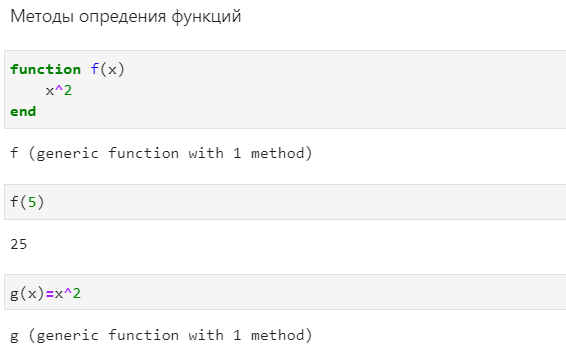 Методы опредения функций
function f(x)
    x^2
end
f (generic function with 1 method)
f(5)
25
g(x)=x^2
g (generic function with 1 method)